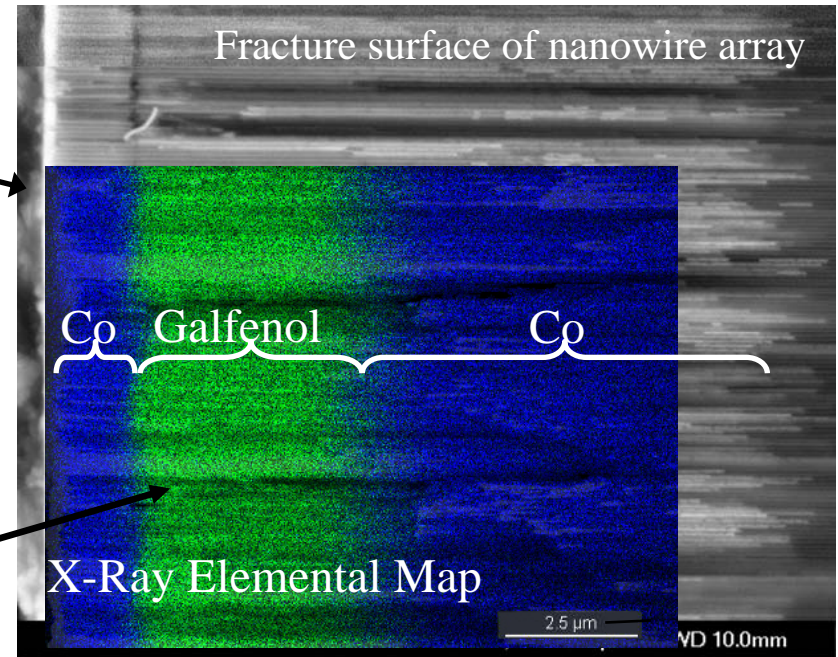 Fracture surface of nanowire array
Co Galfenol Co
X-Ray Elemental Map
2.5 µm
WD 10.0mm